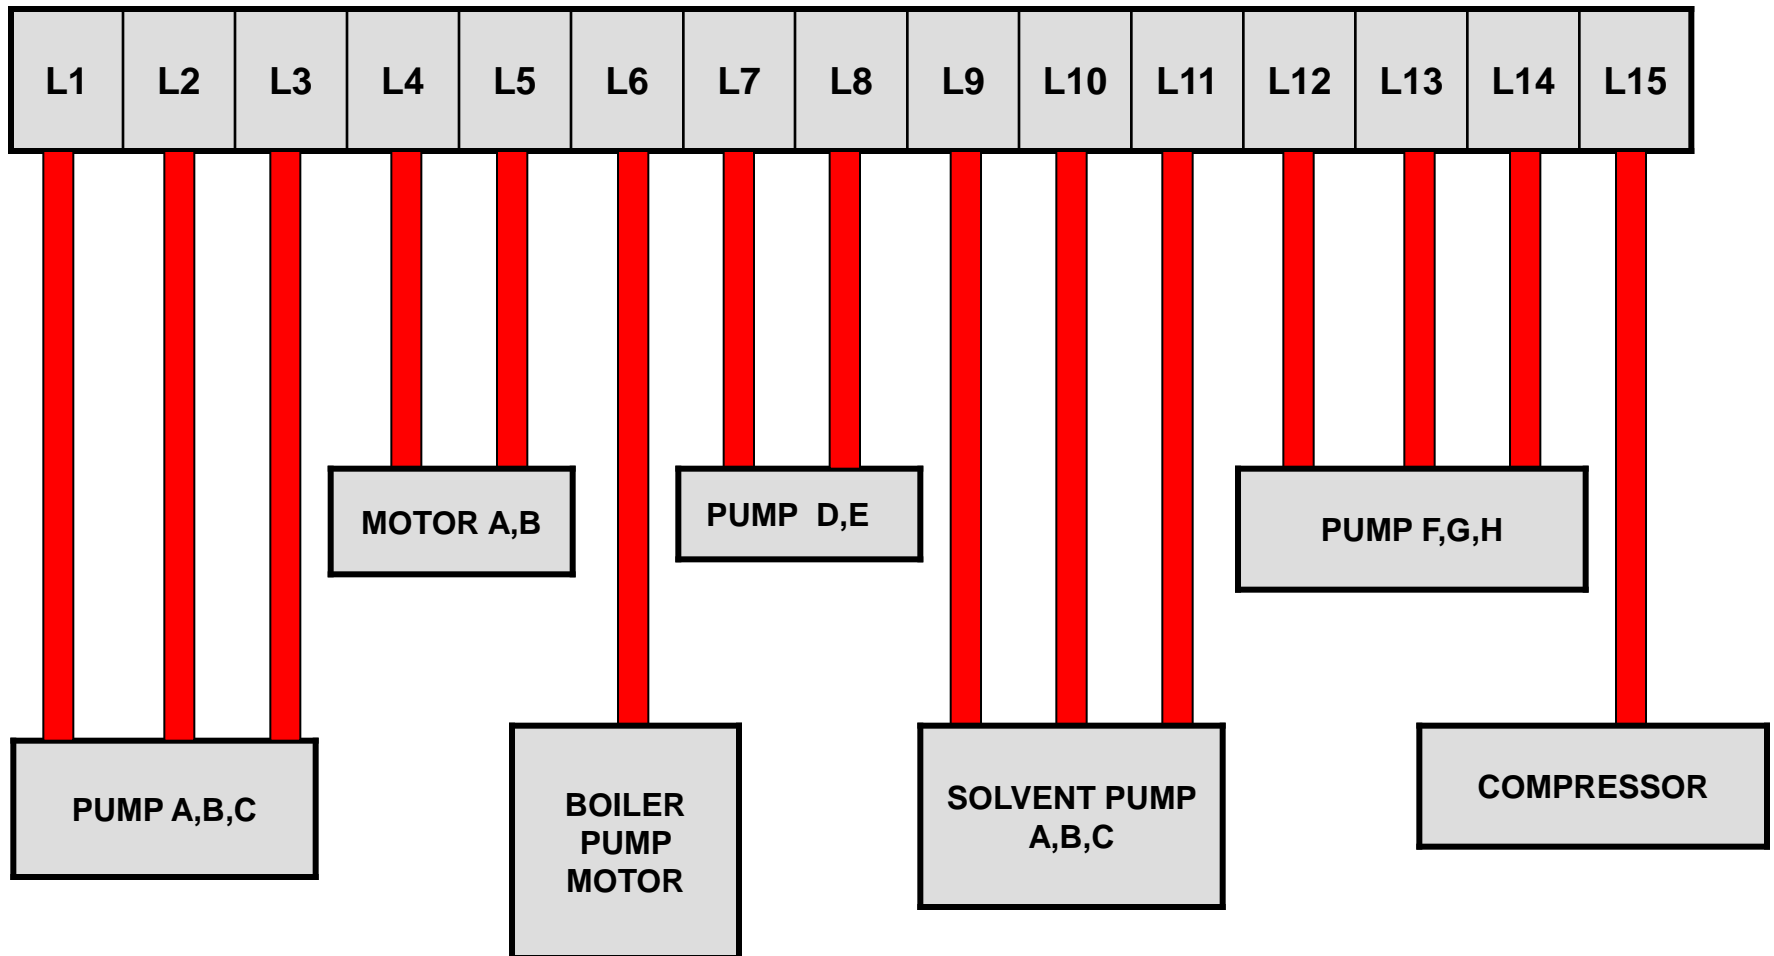 L1 L2 L3 L4 L5 L6 L7 L8 L9 L10 L11 L12 L13 L14 L15
MOTOR A,B
PUMP  D,E
PUMP F,G,H
PUMP A,B,C
BOILER
PUMP
MOTOR
SOLVENT PUMP
A,B,C
COMPRESSOR